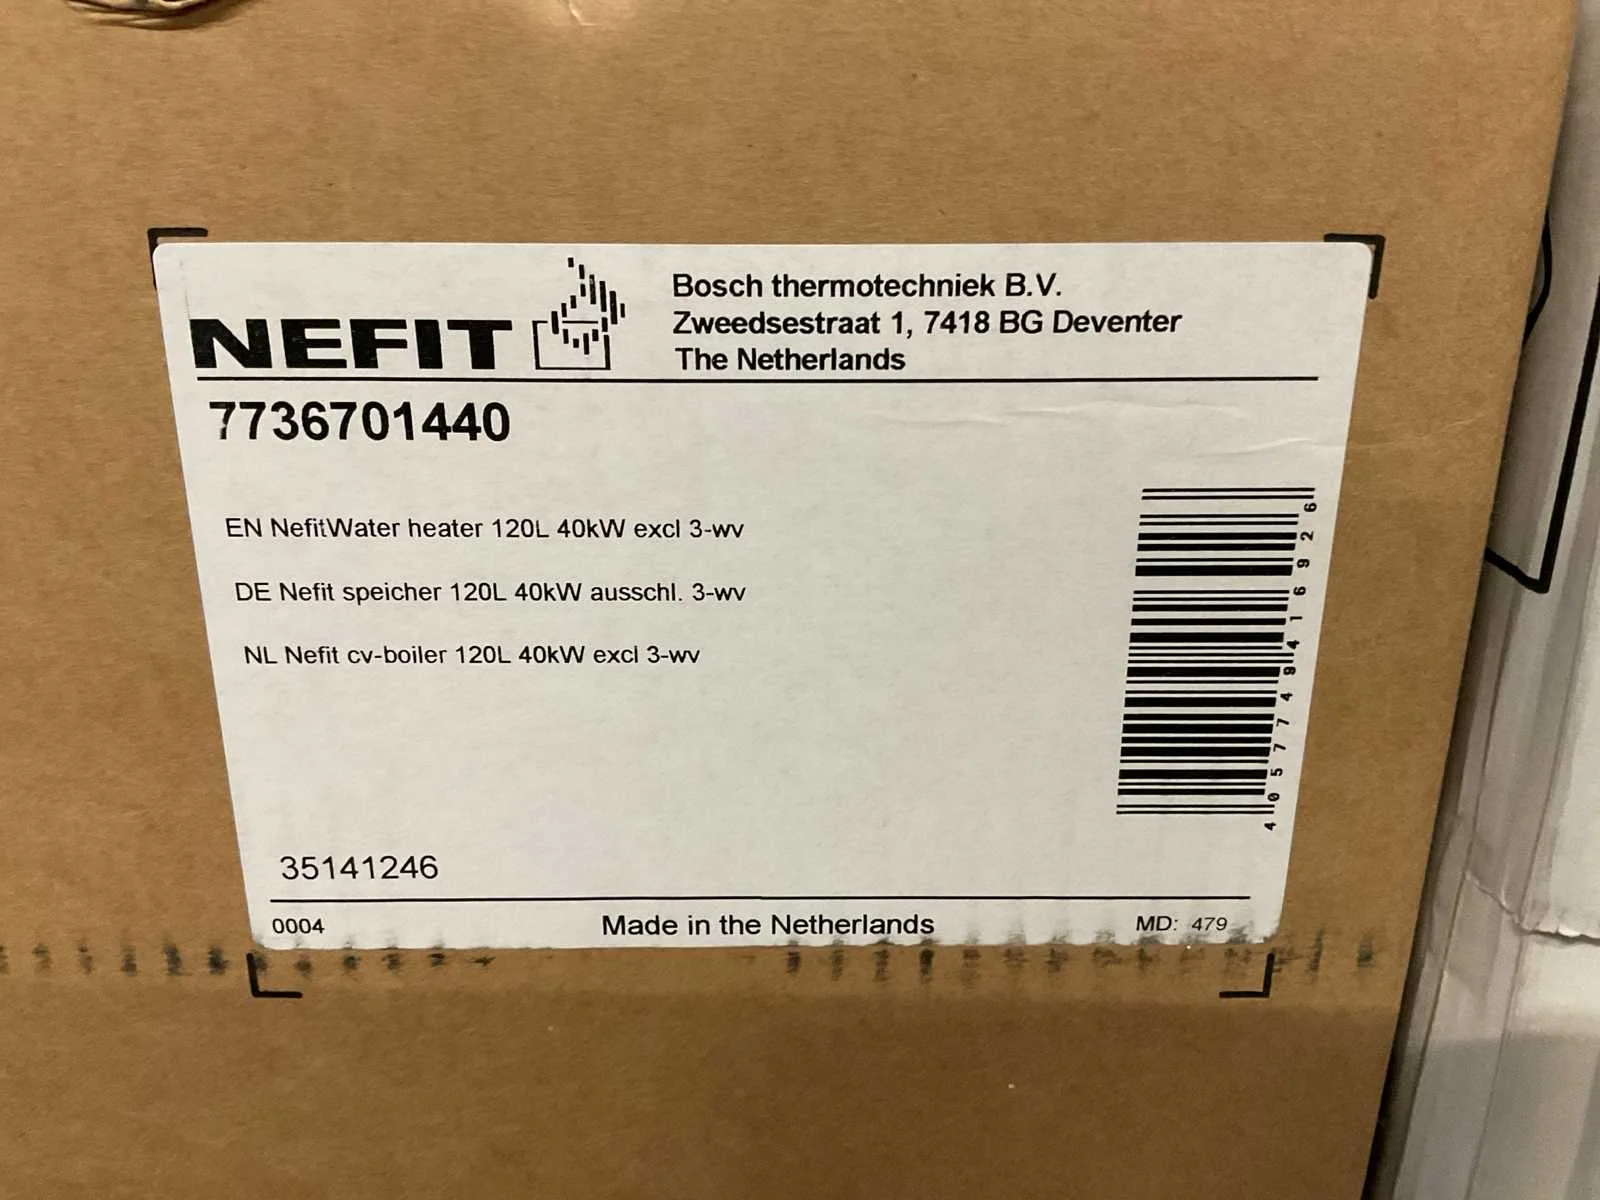 NEFIT
Bosch thermotechniek B.V.
Zweedsestraat 1, 7418 BG Deventer
The Netherlands
7736701440
EN NefitWater heater 120L 40kW excl 3-wv
DE Nefit speicher 120L 40kW ausschl. 3-wv
NL Nefit cv-boiler 120L 40kW excl 3-wv
4057749416926
35141246
0004
Made in the Netherlands
MD: 479